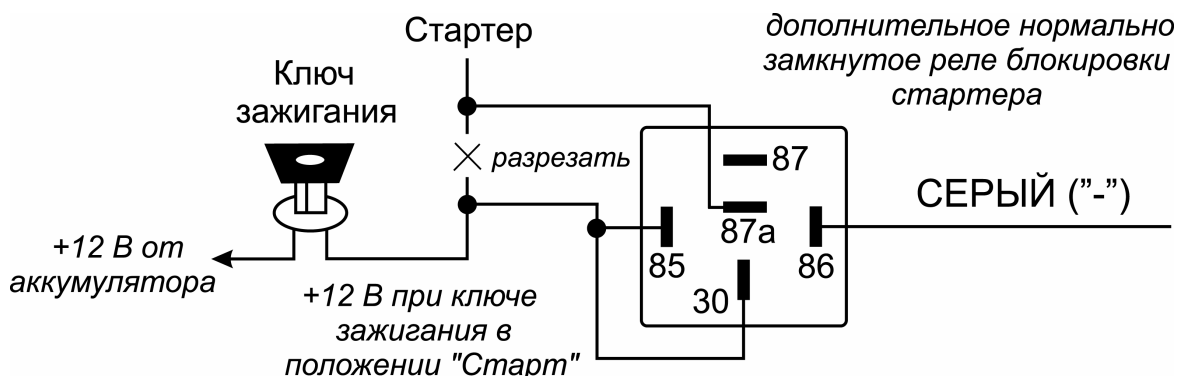 Стартер
дополнительное нормально
замкнутое реле блокировки
стартера
Ключ
зажигания
разрезать
87
87a
85
86
30
СЕРЫЙ ("-")
+12 В от
аккумулятора
+12 В при ключе
зажигания в
положении "Старт"